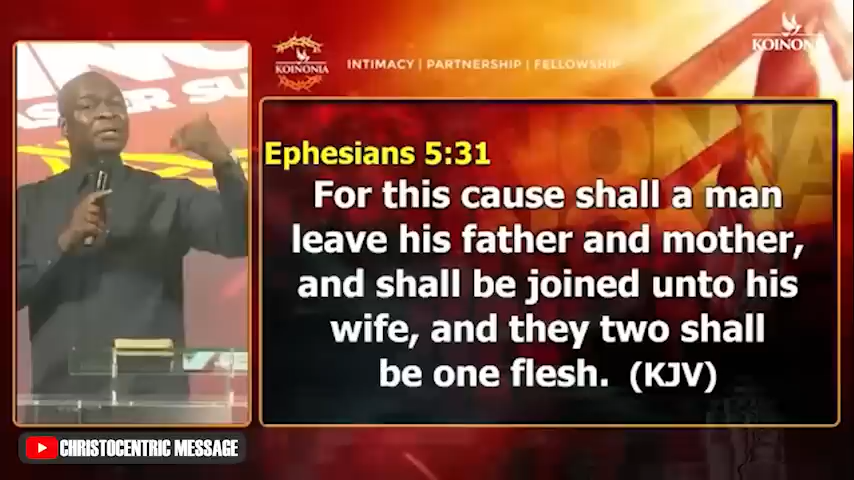 KOINONIA
INTIMACY | PARTNERSHIP | FELLOWSHIP
KOINONIA
Ephesians 5:31
For this cause shall a man
leave his father and mother,
and shall be joined unto his
wife, and they two shall
be one flesh. (KJV)
CHRISTOCENTRIC MESSAGE